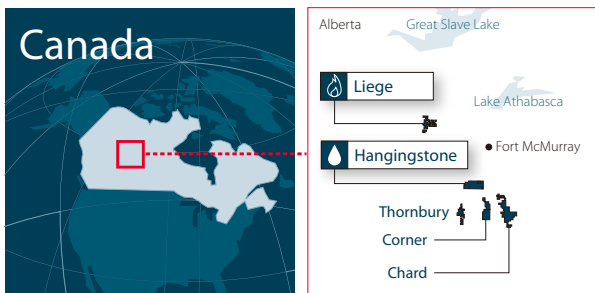 Canada
Alberta
Great Slave Lake
Liege
Lake Athabasca
Fort McMurray
Hangingstone
Thornbury
Corner
Chard